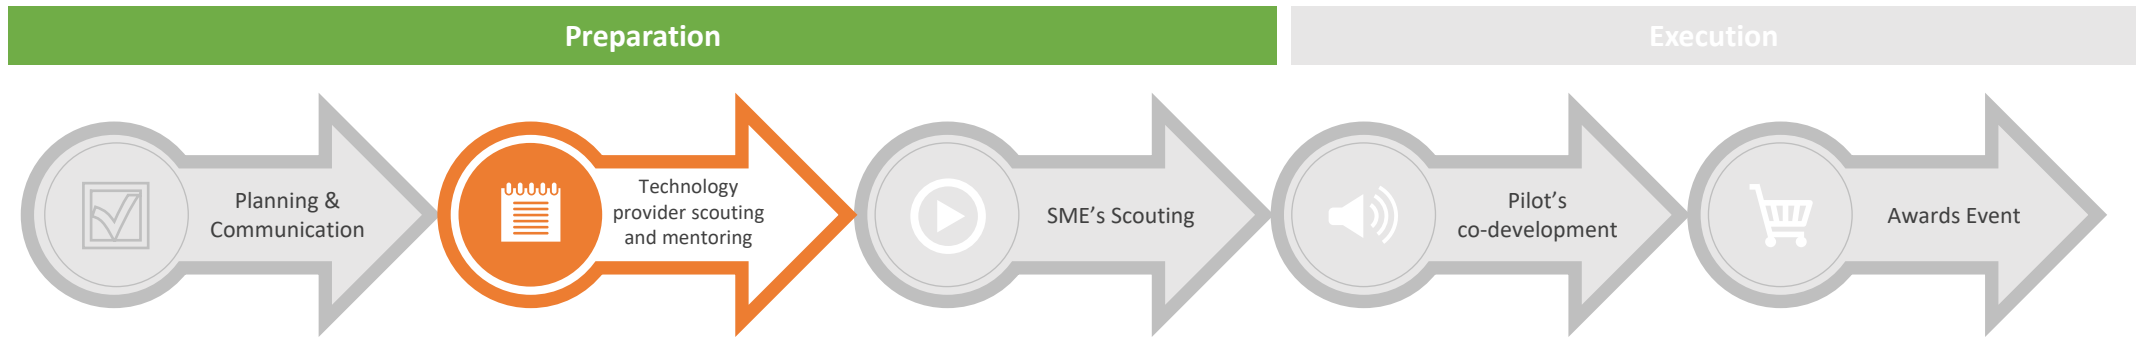 Preparation
Execution
Planning &
Communication
Technology
provider scouting
and mentoring
SME's Scouting
Pilot's
co-development
Awards Event